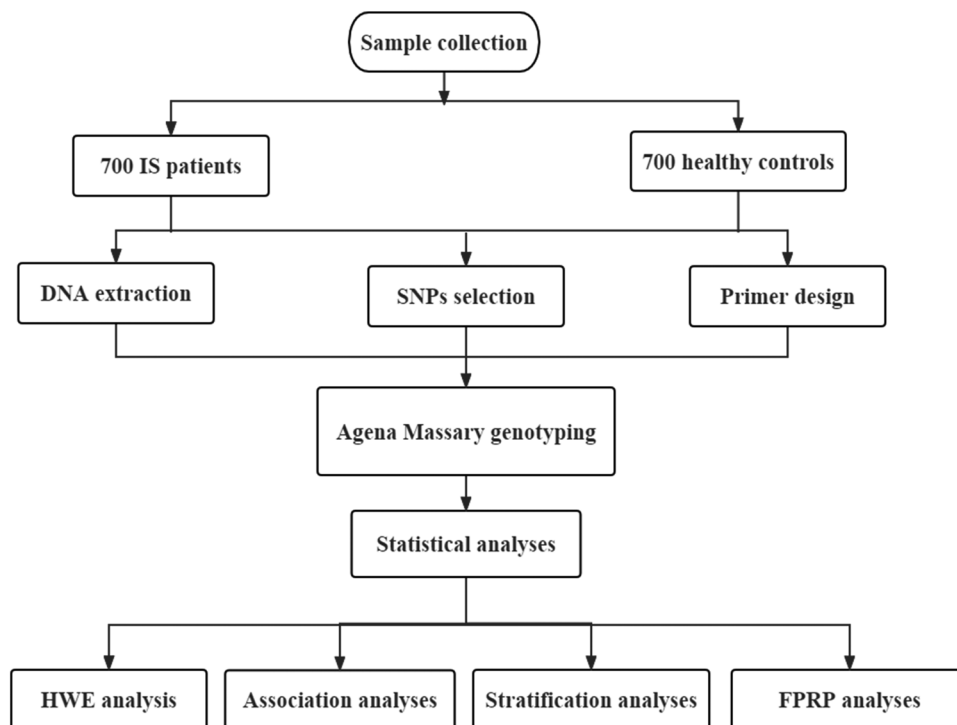 Sample collection
700 IS patients
700 healthy controls
DNA extraction
SNPs selection
Primer design
Agena Massary genotyping
Statistical analyses
HWE analysis
Association analyses
Stratification analyses
FPRP analyses